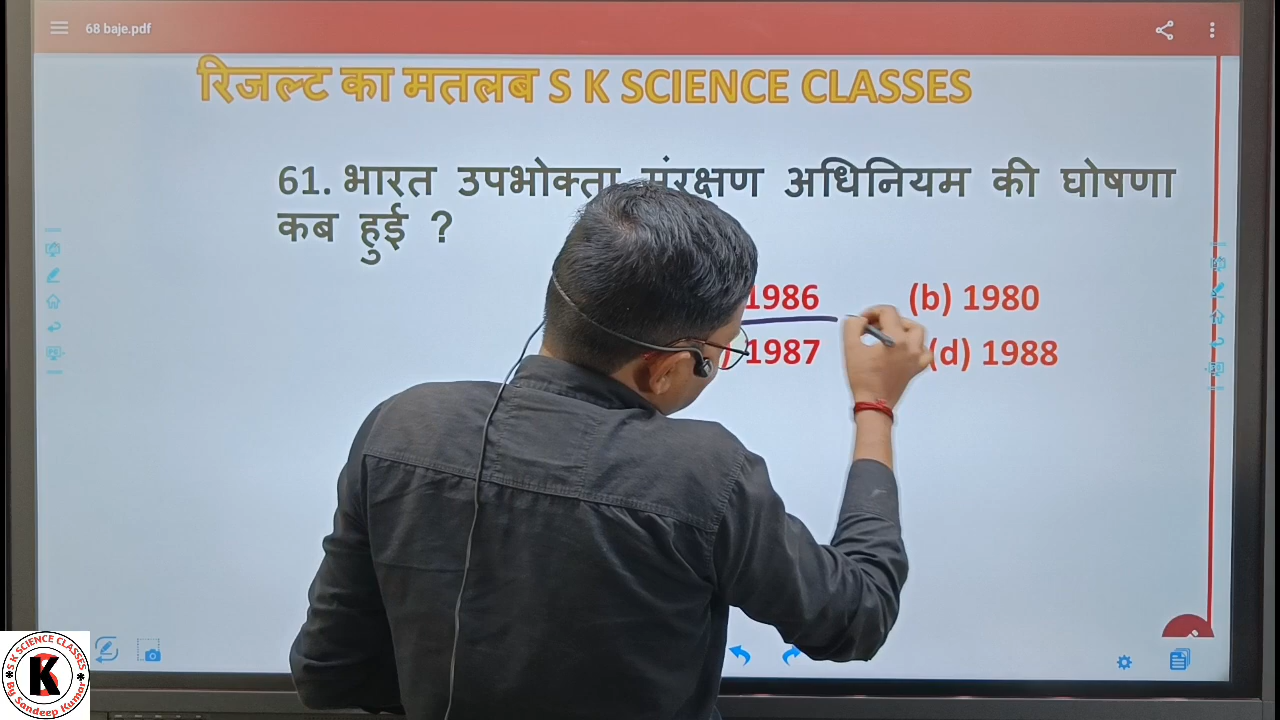 68 baje.pdf
रिजल्ट का मतलब S K SCIENCE CLASSES
61. भारत उपभोक्ता संरक्षण अधिनियम की घोषणा
कब हुई ?
1986 (b) 1980
) 1987 (d) 1988
S K SCIENCE CLASSES
K
By Sandeep Kumar